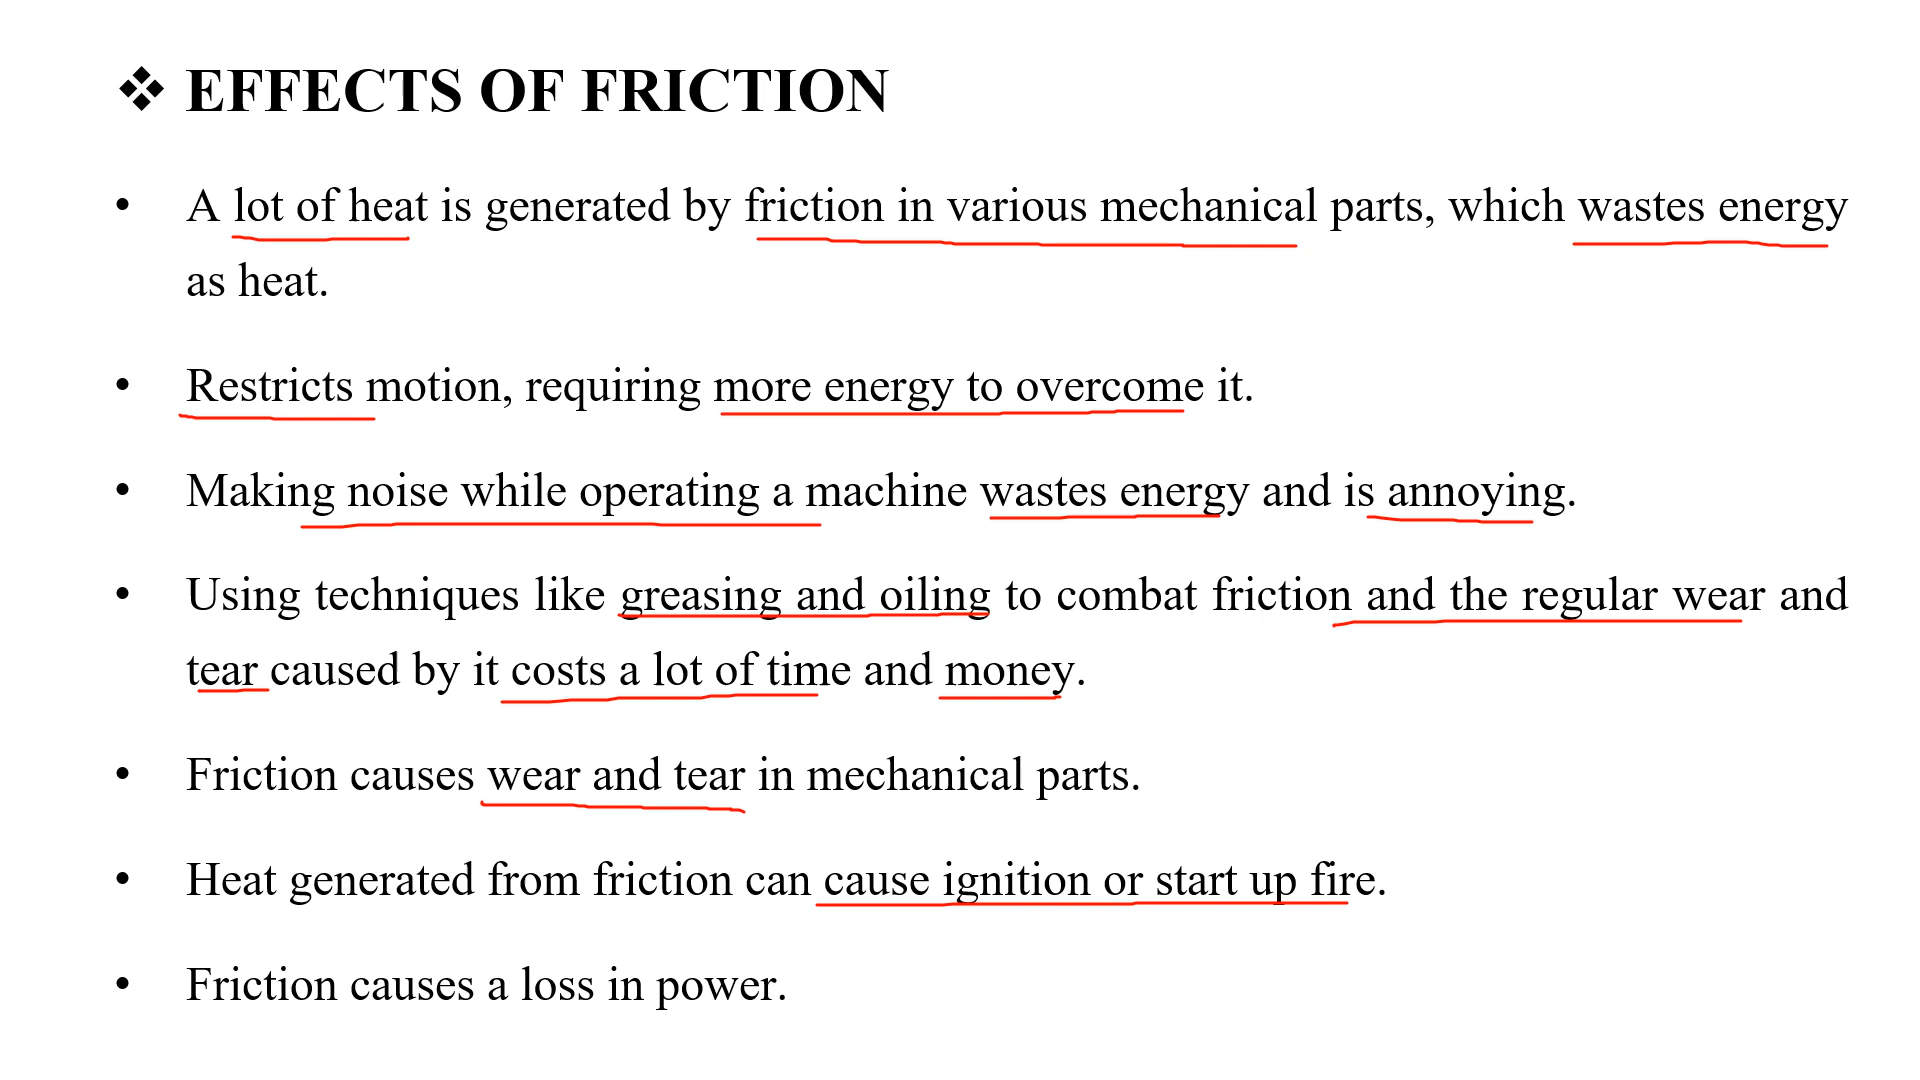 ❖ EFFECTS OF FRICTION
• A lot of heat is generated by friction in various mechanical parts, which wastes energy
as heat.
• Restricts motion, requiring more energy to overcome it.
• Making noise while operating a machine wastes energy and is annoying.
• Using techniques like greasing and oiling to combat friction and the regular wear and
tear caused by it costs a lot of time and money.
• Friction causes wear and tear in mechanical parts.
• Heat generated from friction can cause ignition or start up fire.
• Friction causes a loss in power.